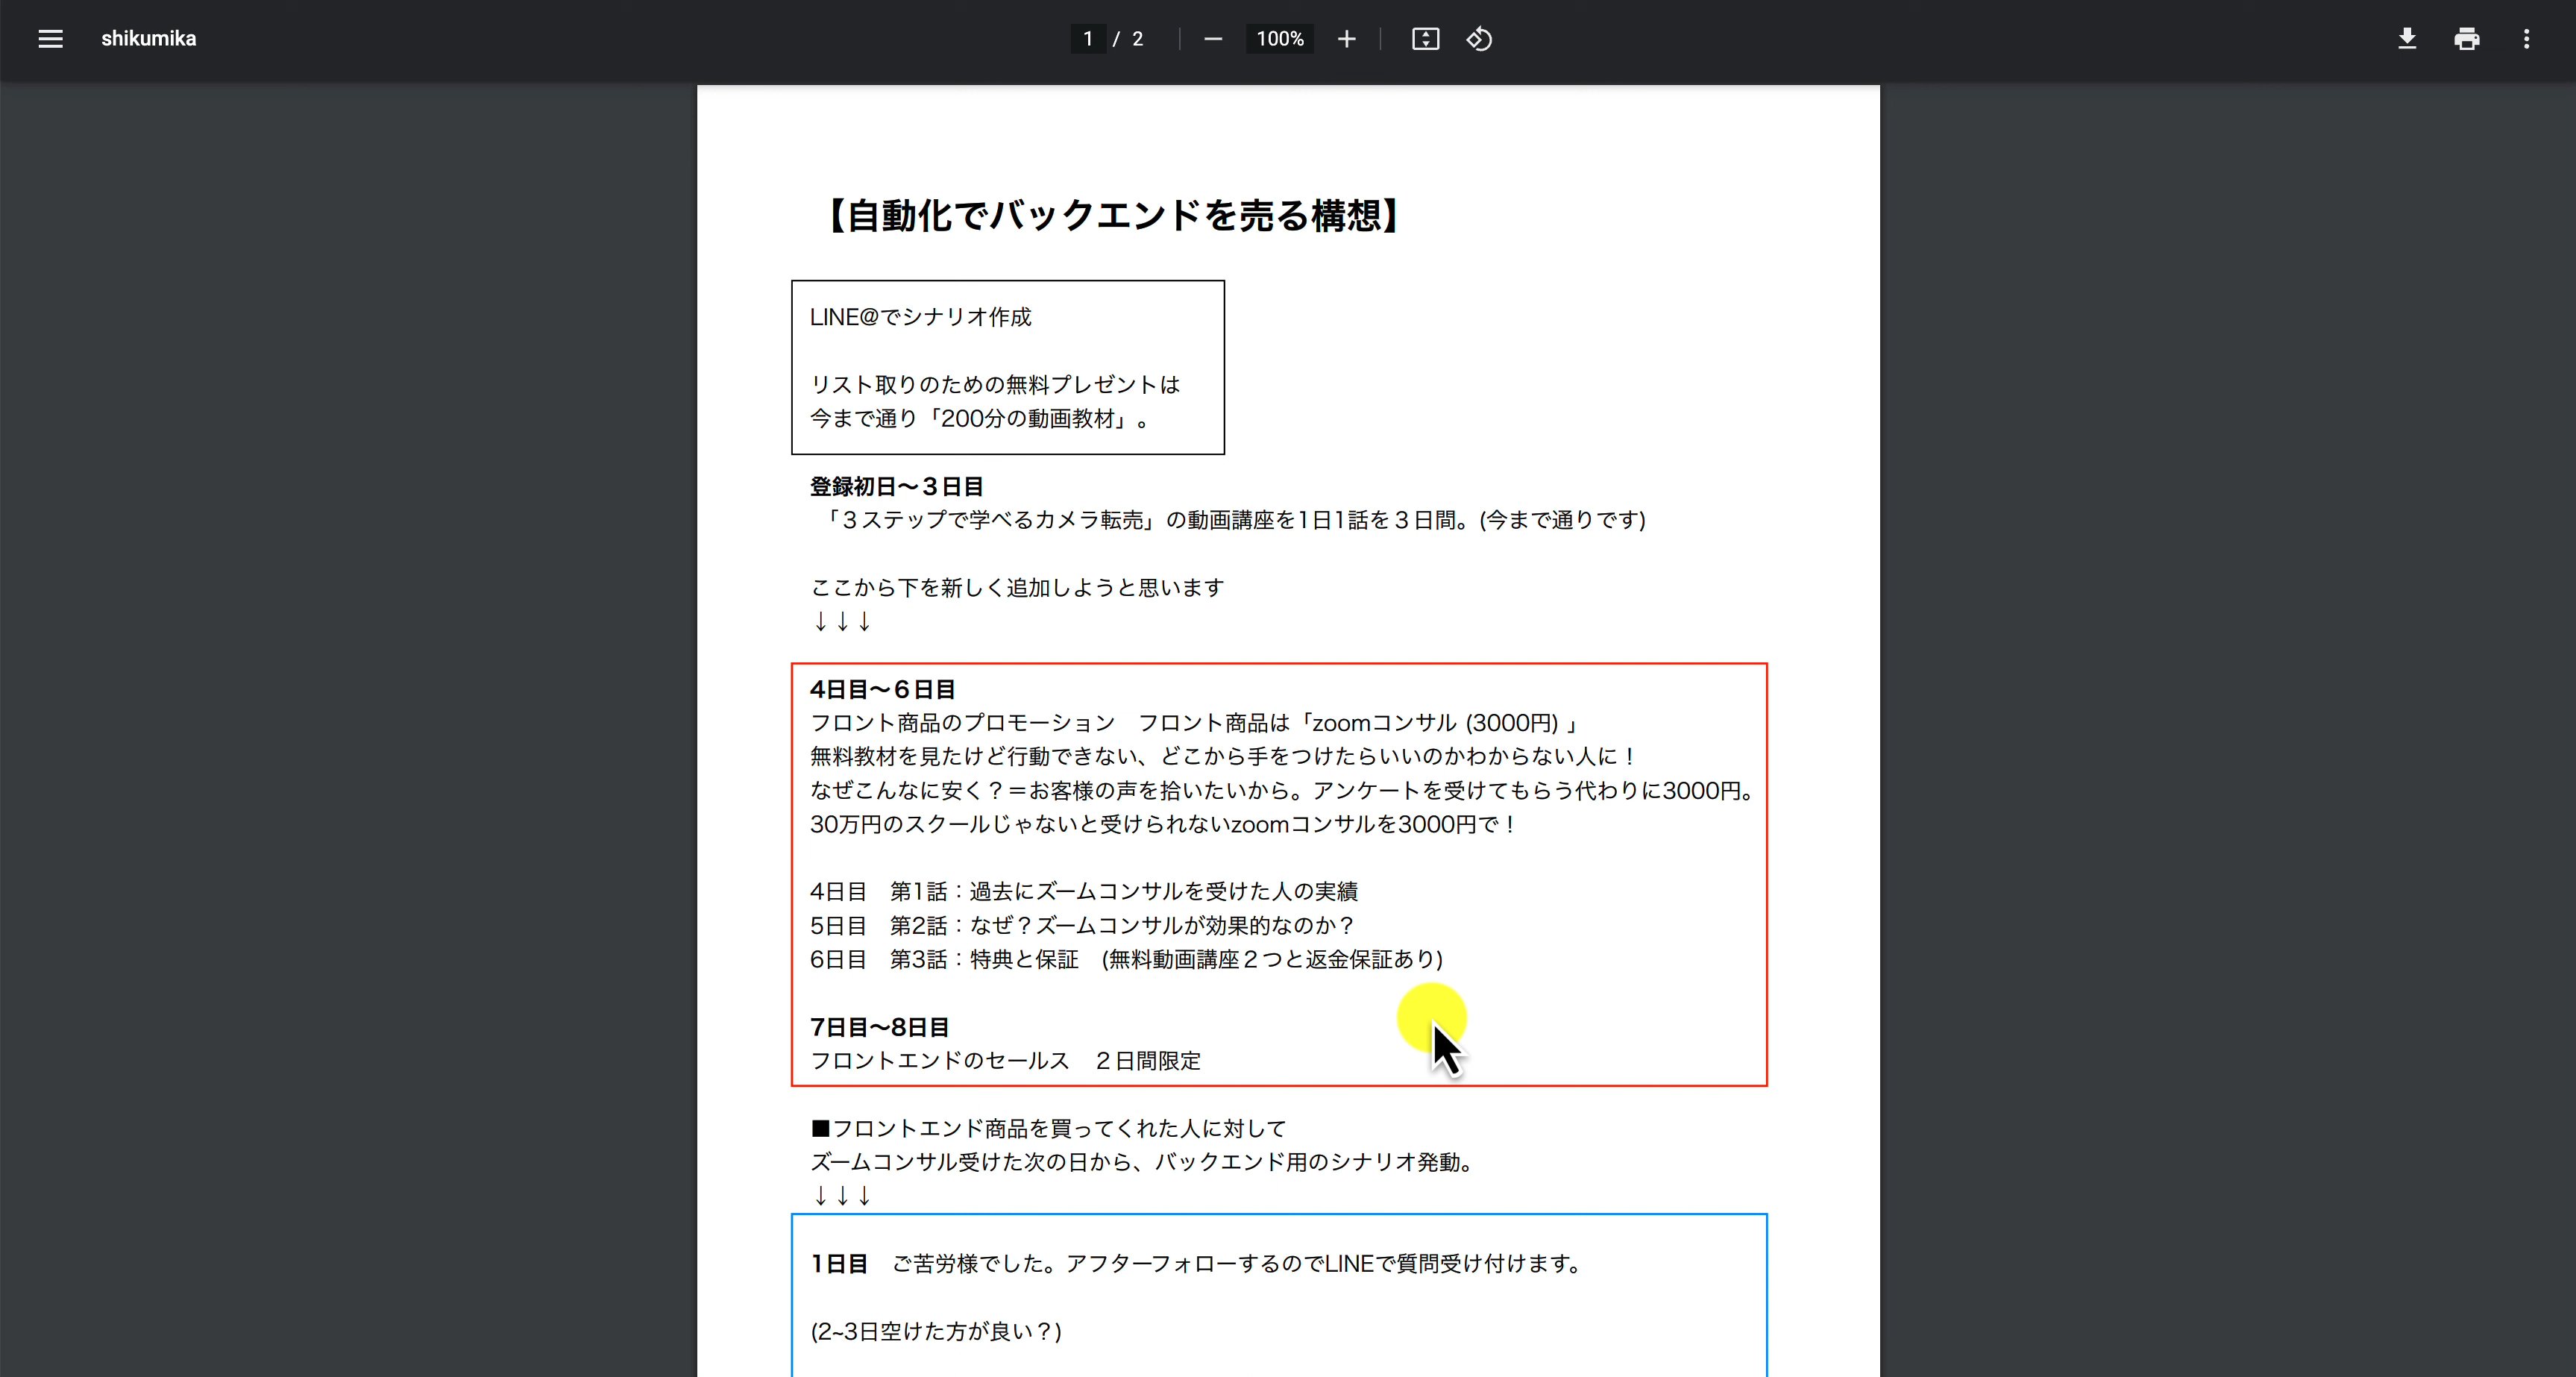 shikumika
1 / 2
100%
【自動化でバックエンドを売る構想】
LINE@でシナリオ作成
リスト取りのための無料プレゼントは
今まで通り「200分の動画教材」。
登録初日〜３日目
「３ステップで学べるカメラ転売」の動画講座を1日1話を３日間。(今まで通りです)
ここから下を新しく追加しようと思います
↓↓↓
4日目〜６日目
フロント商品のプロモーション　フロント商品は「zoomコンサル (3000円) 」
無料教材を見たけど行動できない、どこから手をつけたらいいのかわからない人に！
なぜこんなに安く？＝お客様の声を拾いたいから。アンケートを受けてもらう代わりに3000円。
30万円のスクールじゃないと受けられないzoomコンサルを3000円で！
4日目　第1話：過去にズームコンサルを受けた人の実績
5日目　第2話：なぜ？ズームコンサルが効果的なのか？
6日目　第3話：特典と保証　(無料動画講座２つと返金保証あり)
7日目〜8日目
フロントエンドのセールス　２日間限定
■フロントエンド商品を買ってくれた人に対して
ズームコンサル受けた次の日から、バックエンド用のシナリオ発動。
↓↓↓
1日目　ご苦労様でした。アフターフォローするのでLINEで質問受け付けます。
(2~3日空けた方が良い？)